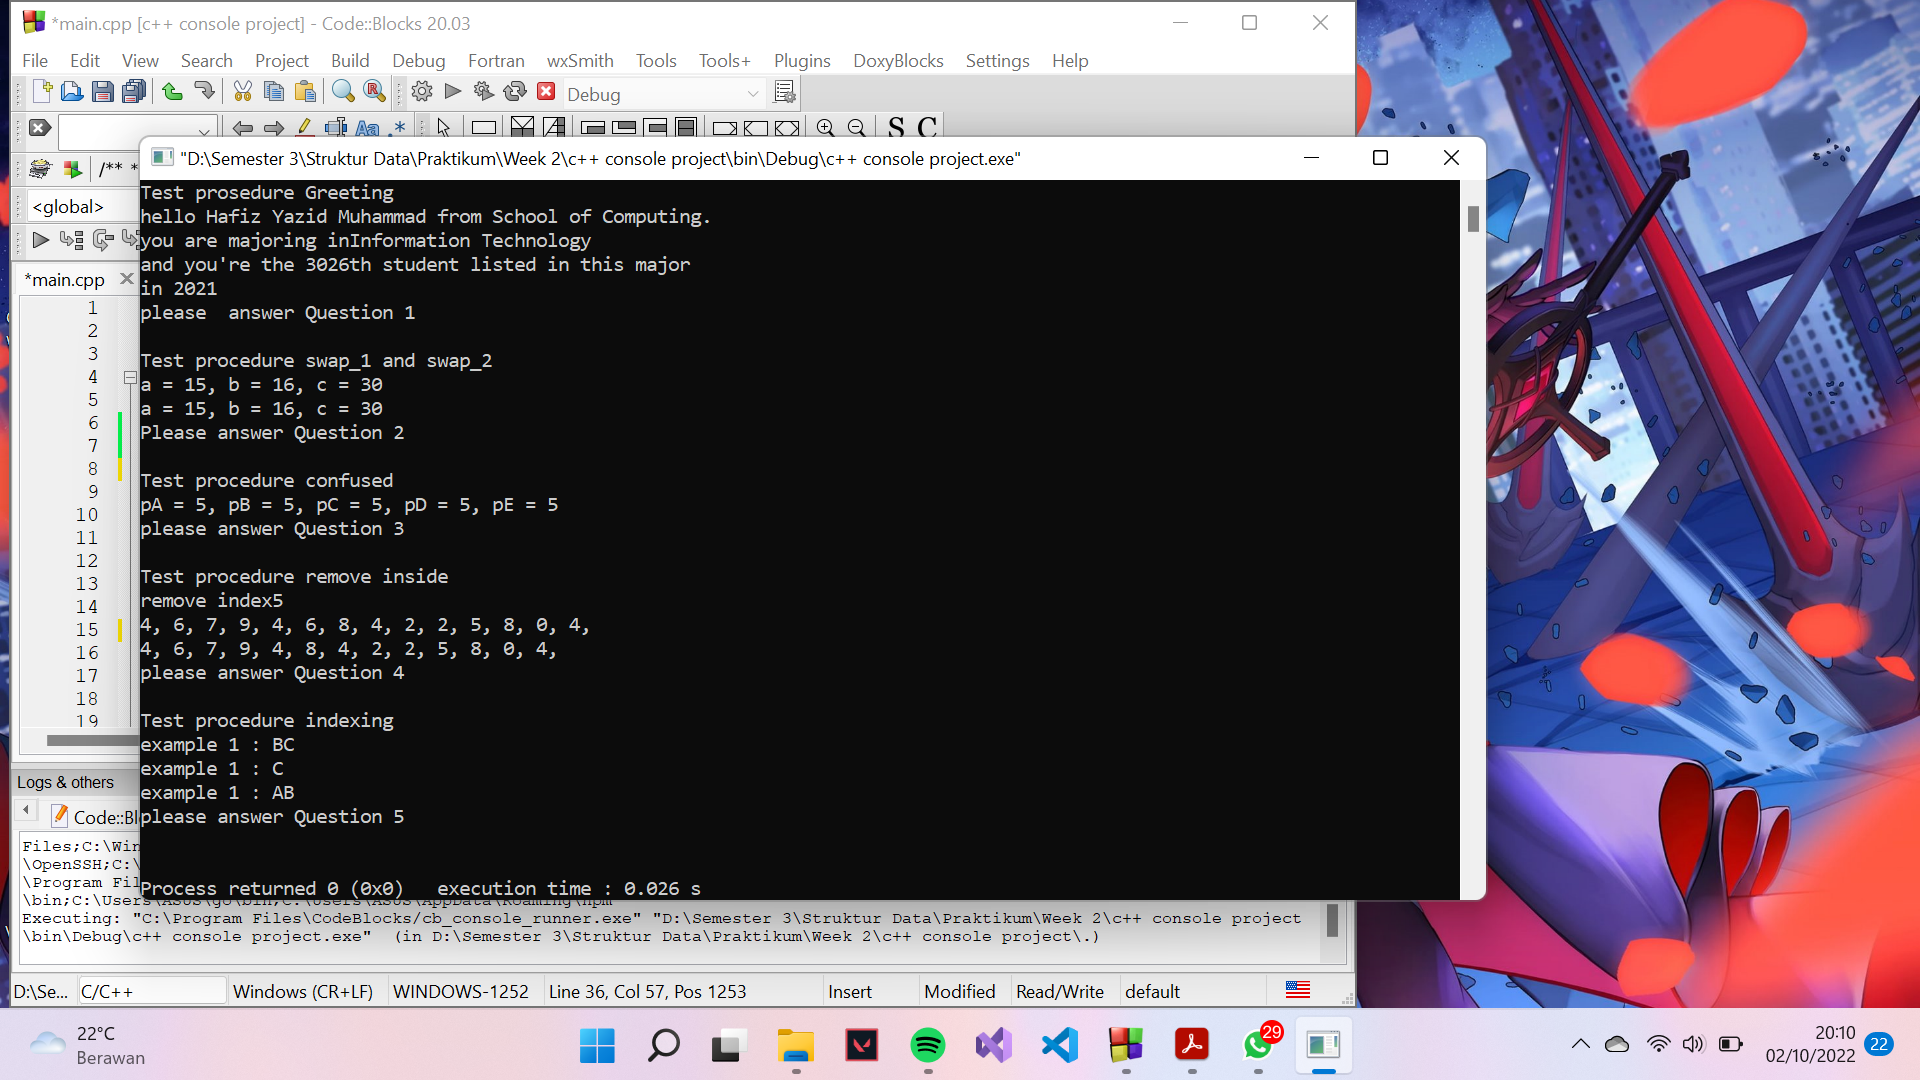 *main.cpp [c++ console project] - Code::Blocks 20.03
File Edit View Search Project Build Debug Fortran wxSmith Tools Tools+ Plugins DoxyBlocks Settings Help
Debug
S C
/** *
<global>
*main.cpp
1
2
3
4
5
6
7
8
9
10
11
12
13
14
15
16
17
18
19
"D:\Semester 3\Struktur Data\Praktikum\Week 2\c++ console project\bin\Debug\c++ console project.exe"
Test prosedure Greeting
hello Hafiz Yazid Muhammad from School of Computing.
you are majoring inInformation Technology
and you're the 3026th student listed in this major
in 2021
please  answer Question 1
Test procedure swap_1 and swap_2
a = 15, b = 16, c = 30
a = 15, b = 16, c = 30
Please answer Question 2
Test procedure confused
pA = 5, pB = 5, pC = 5, pD = 5, pE = 5
please answer Question 3
Test procedure remove inside
remove index5
4, 6, 7, 9, 4, 6, 8, 4, 2, 2, 5, 8, 0, 4,
4, 6, 7, 9, 4, 8, 4, 2, 2, 5, 8, 0, 4,
please answer Question 4
Test procedure indexing
example 1 : BC
example 1 : C
example 1 : AB
please answer Question 5
Process returned 0 (0x0)   execution time : 0.026 s
Logs & others
Code::Bl
Files;C:\Win
\OpenSSH;C:\
\Program Fil
\bin;C:\Users\ASUS\go\bin;C:\Users\ASUS\AppData\Roaming\npm
Executing: "C:\Program Files\CodeBlocks/cb_console_runner.exe" "D:\Semester 3\Struktur Data\Praktikum\Week 2\c++ console project
\bin\Debug\c++ console project.exe"  (in D:\Semester 3\Struktur Data\Praktikum\Week 2\c++ console project\.)
D:\Se... C/C++ Windows (CR+LF) WINDOWS-1252 Line 36, Col 57, Pos 1253 Insert Modified Read/Write default
22°C
Berawan
29
20:10
02/10/2022
22